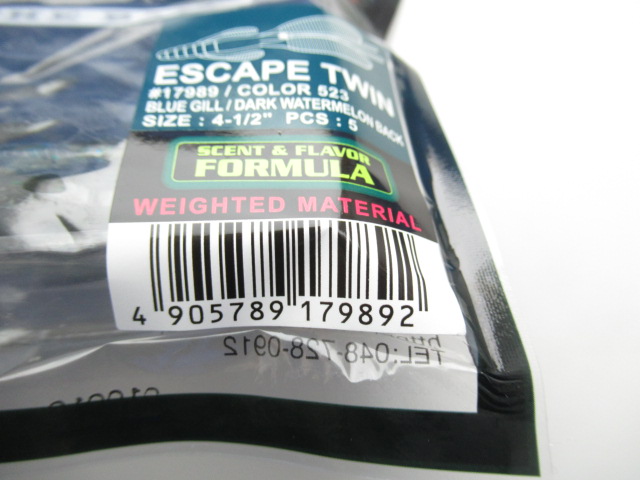 ESCAPE TWIN
#17989 / COLOR 523
BLUE GILL / DARK WATERMELON BACK
SIZE : 4-1/2" PCS : 5
SCENT & FLAVOR
FORMULA
WEIGHTED MATERIAL
4 905789 179892
TEL:048-728-0912